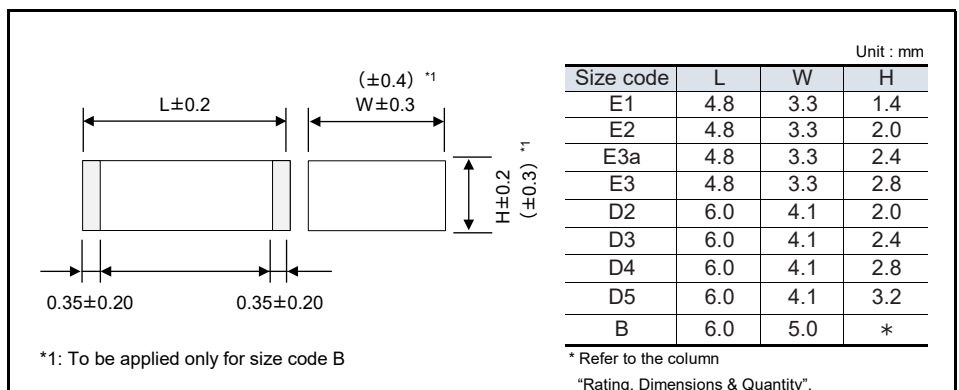 Unit : mm
(±0.4) *1
L±0.2
W±0.3
H±0.2
(±0.3) *1
0.35±0.20
0.35±0.20
*1: To be applied only for size code B
Size code L W H
E1 4.8 3.3 1.4
E2 4.8 3.3 2.0
E3a 4.8 3.3 2.4
E3 4.8 3.3 2.8
D2 6.0 4.1 2.0
D3 6.0 4.1 2.4
D4 6.0 4.1 2.8
D5 6.0 4.1 3.2
B 6.0 5.0 *
* Refer to the column
"Rating, Dimensions & Quantity".